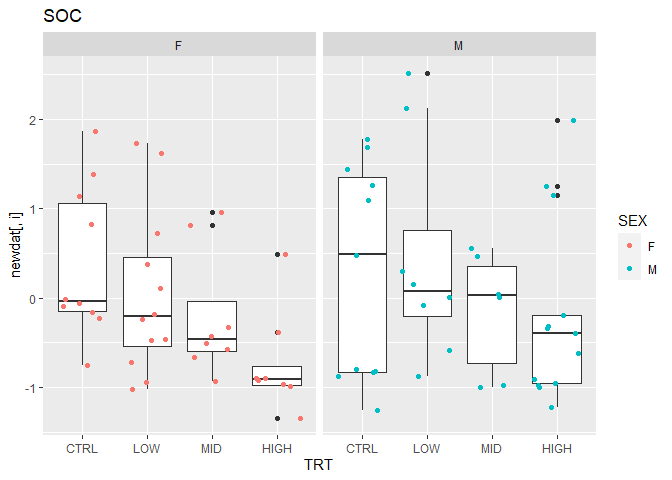 SOC
F
M
newdat[, i]
2
1
0
-1
CTRL
LOW
MID
HIGH
CTRL
LOW
MID
HIGH
TRT
SEX
F
M